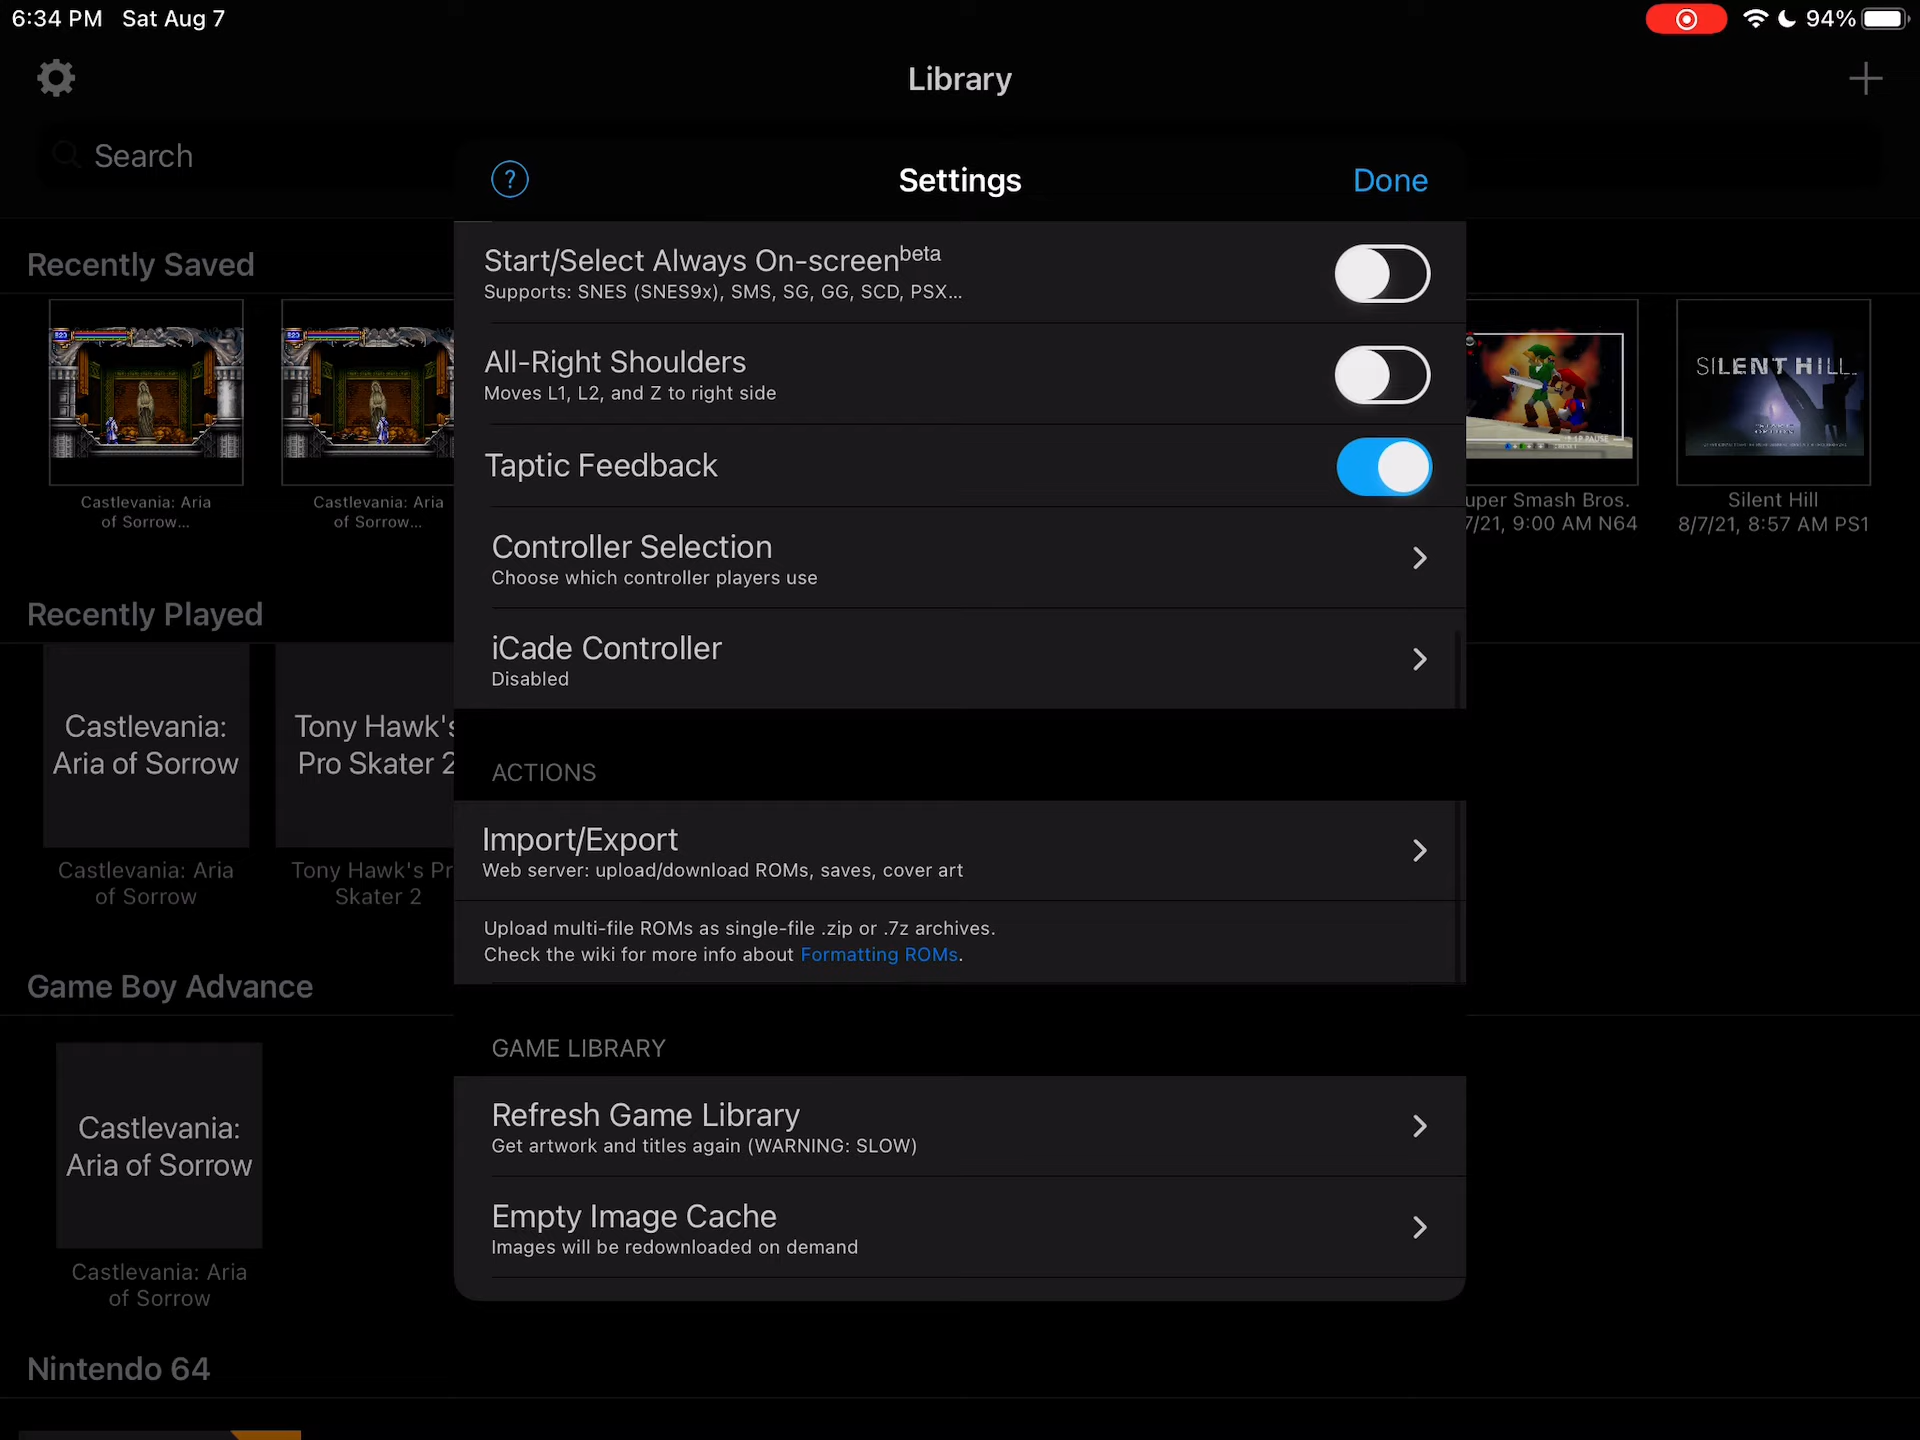 6:34 PM Sat Aug 7
94%
Library
Search
? Settings Done
Recently Saved
Start/Select Always On-screen beta
Supports: SNES (SNES9x), SMS, SG, GG, SCD, PSX...
All-Right Shoulders
Moves L1, L2, and Z to right side
SILENT HILL
Castlevania: Aria
of Sorrow...
Castlevania: Aria
of Sorrow...
Taptic Feedback
uper Smash Bros.
7/21, 9:00 AM N64
Silent Hill
8/7/21, 8:57 AM PS1
Controller Selection
Choose which controller players use
Recently Played
iCade Controller
Disabled
Castlevania:
Aria of Sorrow
Tony Hawk's
Pro Skater 2
Castlevania: Aria
of Sorrow
Tony Hawk's Pr
Skater 2
ACTIONS
Import/Export
Web server: upload/download ROMs, saves, cover art
Upload multi-file ROMs as single-file .zip or .7z archives.
Check the wiki for more info about Formatting ROMs.
Game Boy Advance
GAME LIBRARY
Castlevania:
Aria of Sorrow
Refresh Game Library
Get artwork and titles again (WARNING: SLOW)
Empty Image Cache
Images will be redownloaded on demand
Castlevania: Aria
of Sorrow
Nintendo 64